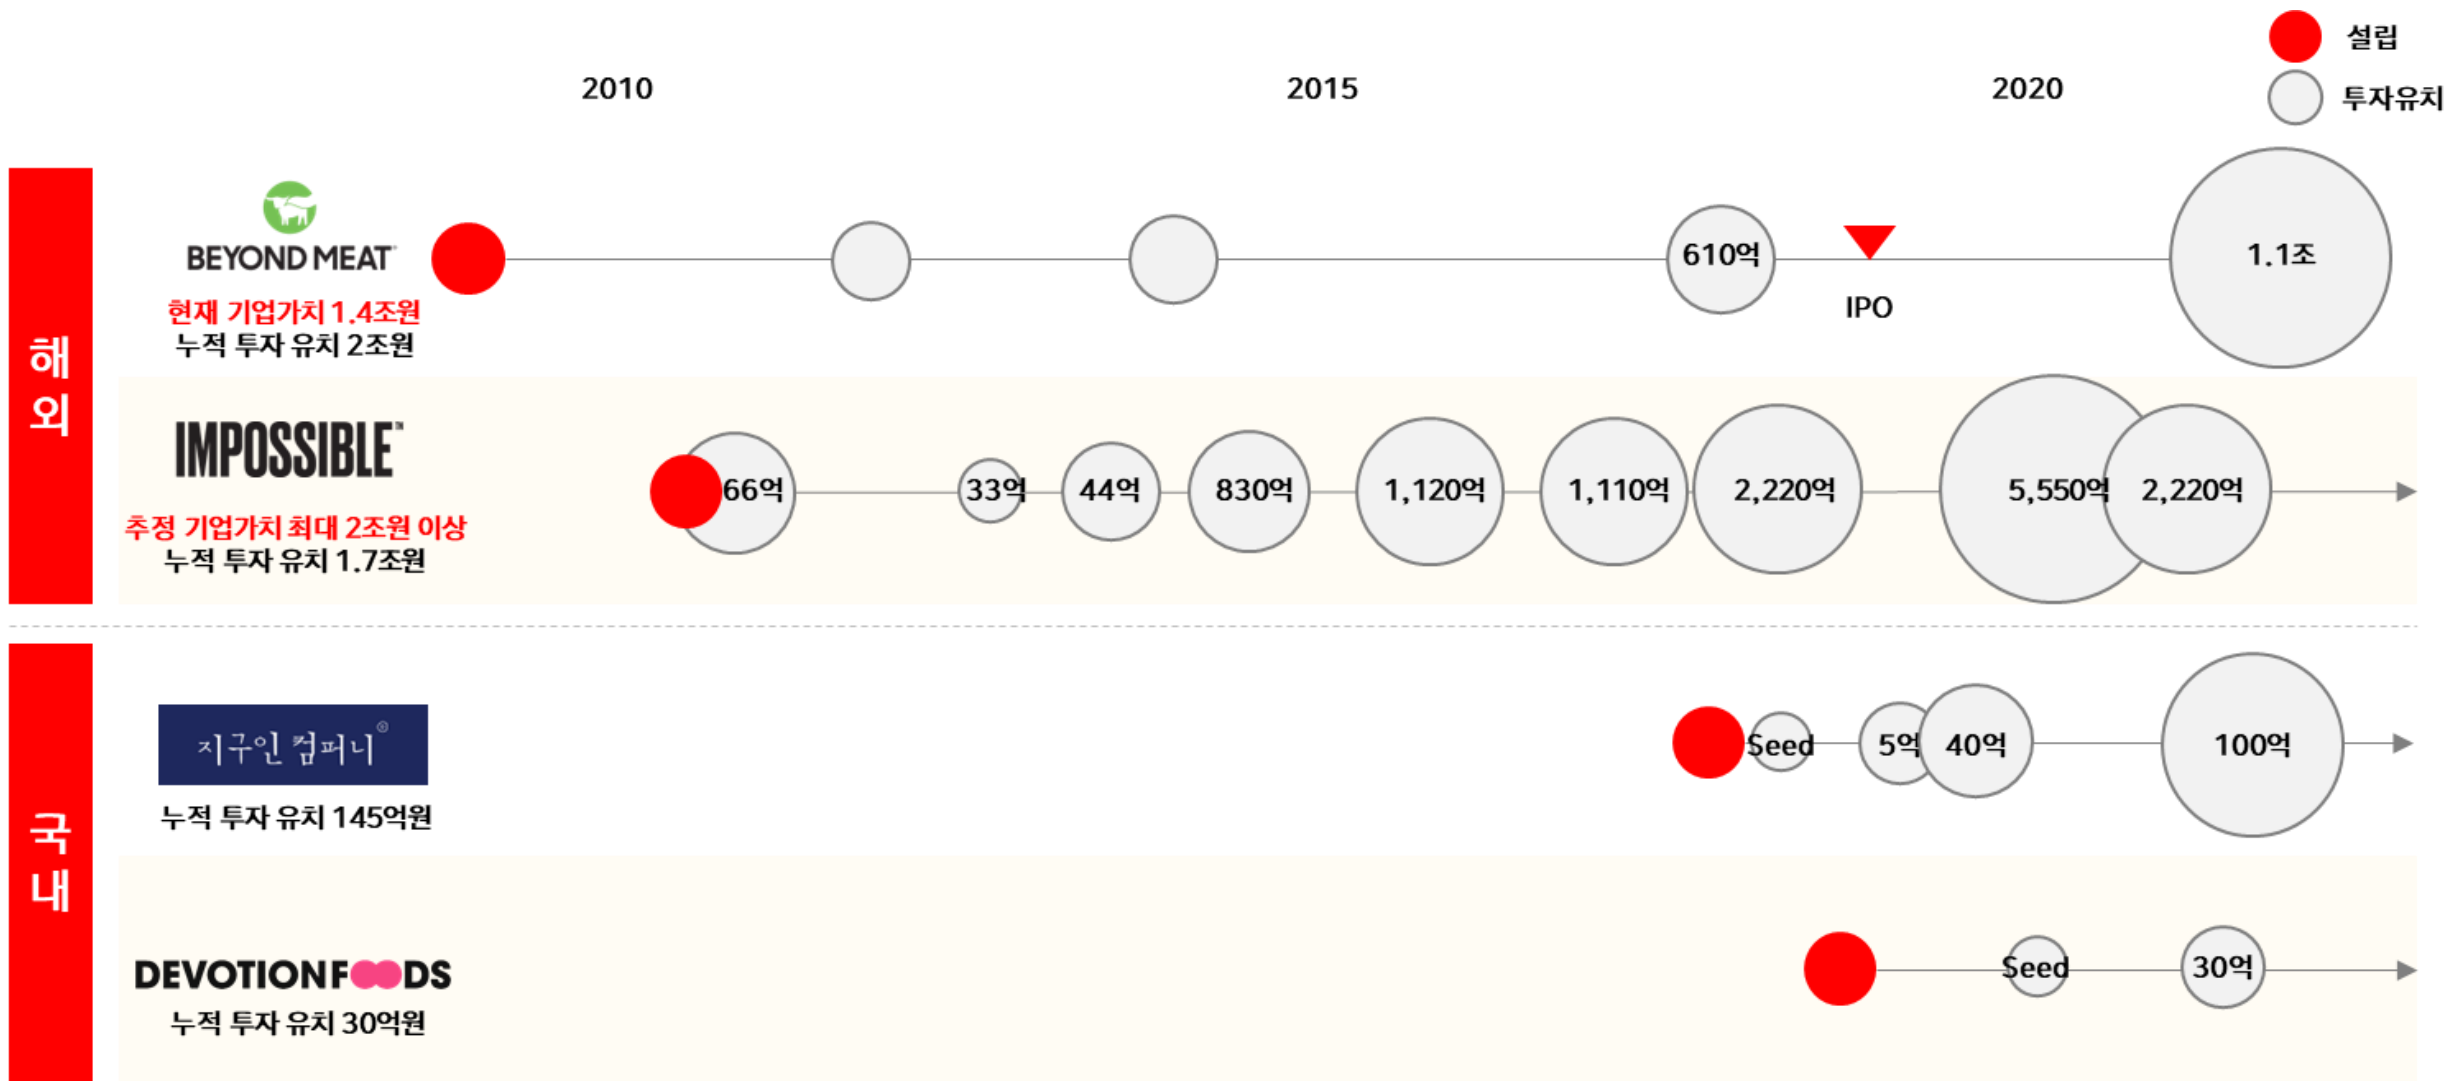 설립
2010 2015 2020
투자유치
해외
BEYOND MEAT
현재 기업가치 1.4조원
누적 투자 유치 2조원
610억
IPO
1.1조
IMPOSSIBLE™
추정 기업가치 최대 2조원 이상
누적 투자 유치 1.7조원
66억 33억 44억 830억 1,120억 1,110억 2,220억 5,550억 2,220억
국내
지구인 컴퍼니®
누적 투자 유치 145억원
Seed 5억 40억 100억
DEVOTIONFOODS
누적 투자 유치 30억원
Seed 30억